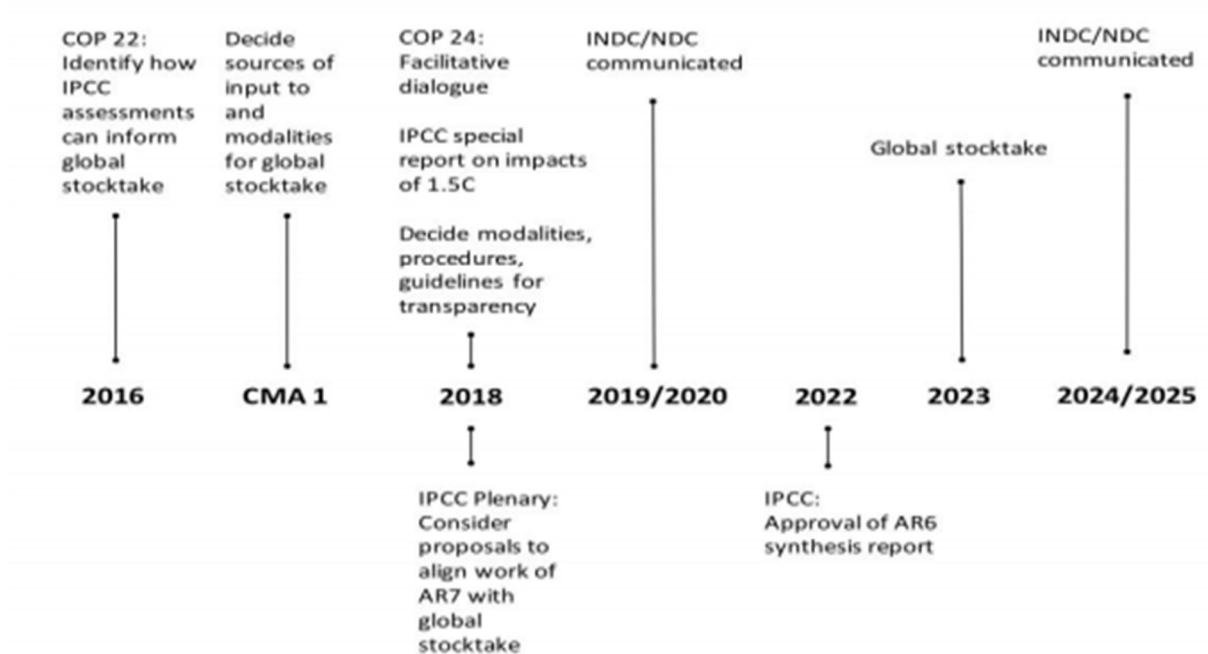 COP 22:
Identify how
IPCC
assessments
can inform
global
stocktake
Decide
sources of
input to
and
modalities
for global
stocktake
COP 24:
Facilitative
dialogue
IPCC special
report on impacts
of 1.5C
Decide modalities,
procedures,
guidelines for
transparency
INDC/NDC
communicated
Global stocktake
INDC/NDC
communicated
2016
CMA 1
2018
2019/2020
2022
2023
2024/2025
IPCC Plenary:
Consider
proposals to
align work of
AR7 with
global
stocktake
IPCC:
Approval of AR6
synthesis report